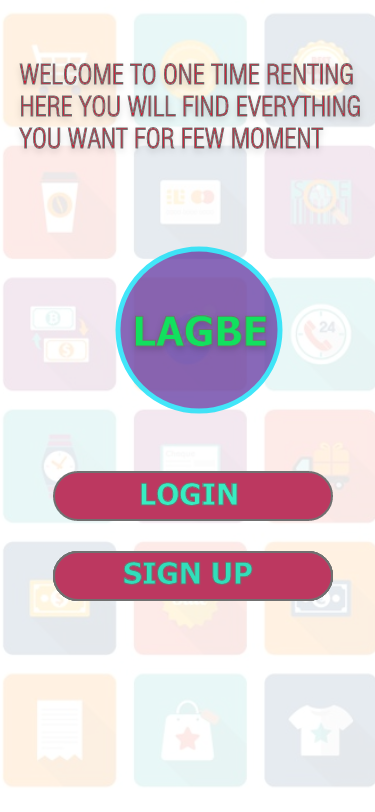 WELCOME TO ONE TIME RENTING
HERE YOU WILL FIND EVERYTHING
YOU WANT FOR FEW MOMENT
24
LAGBE
LOGIN
SIGN UP